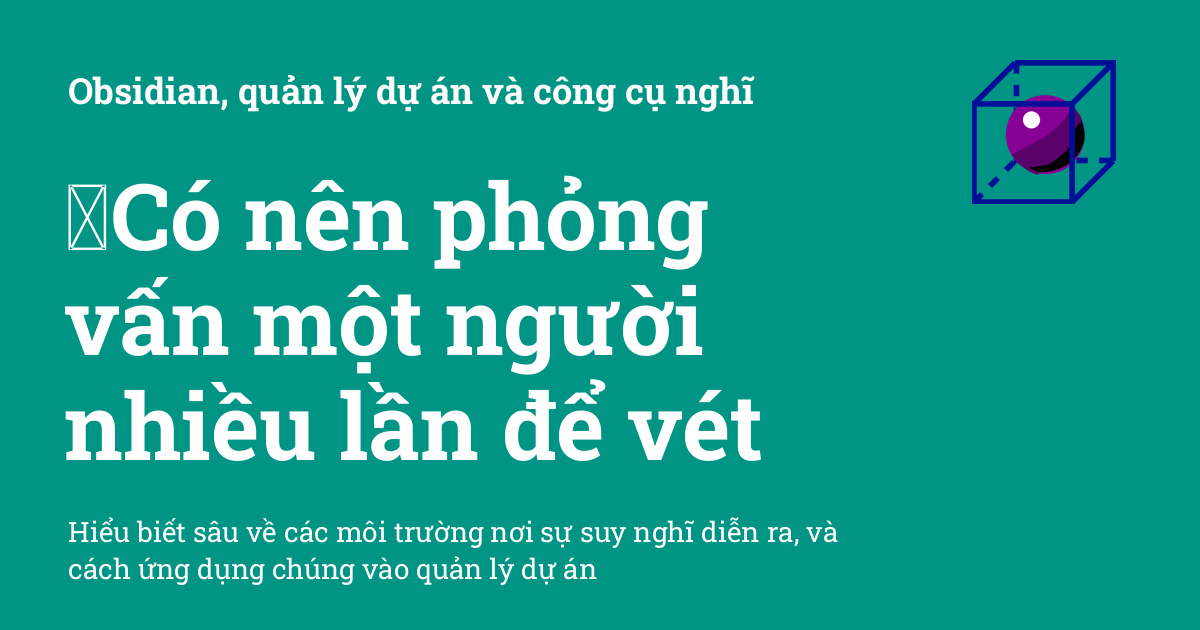 Obsidian, quản lý dự án và công cụ nghĩ
Có nên phỏng
vấn một người
nhiều lần để vét
Hiểu biết sâu về các môi trường nơi sự suy nghĩ diễn ra, và
cách ứng dụng chúng vào quản lý dự án